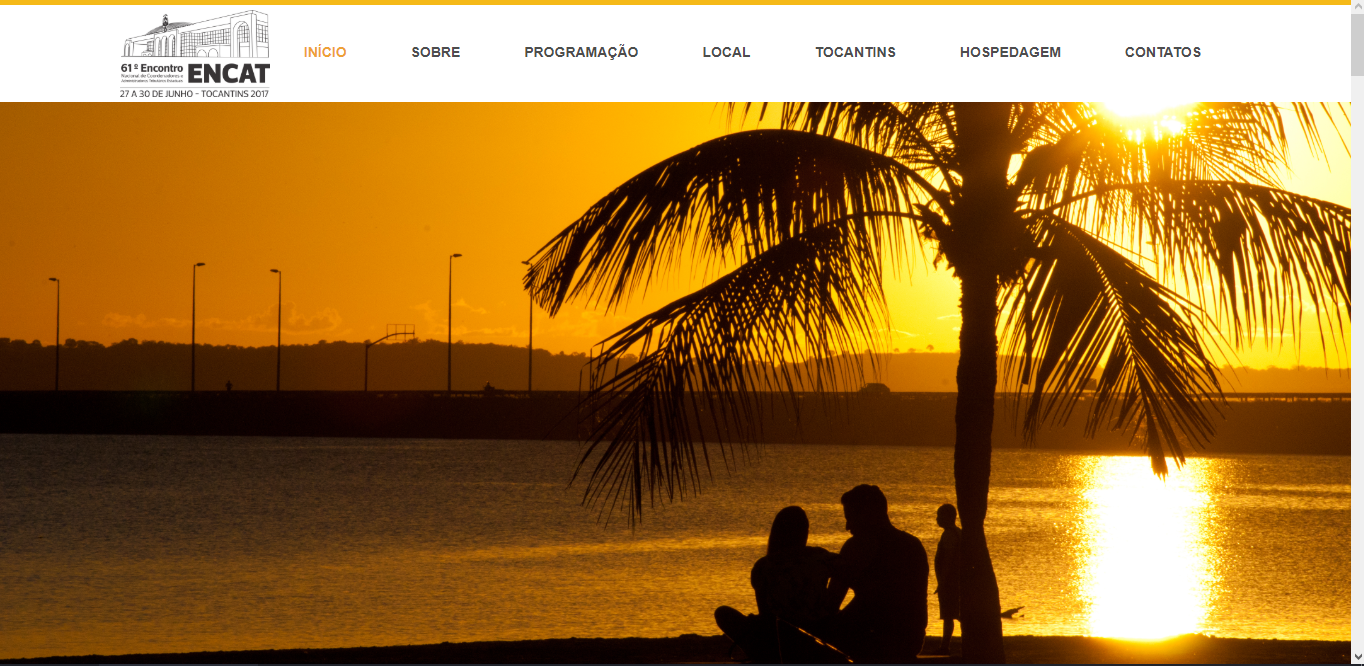 61º Encontro
Nacional de Coordenadores e
Administradores Tributários Estaduais
ENCAT
27 A 30 DE JUNHO - TOCANTINS 2017
INÍCIO
SOBRE
PROGRAMAÇÃO
LOCAL
TOCANTINS
HOSPEDAGEM
CONTATOS